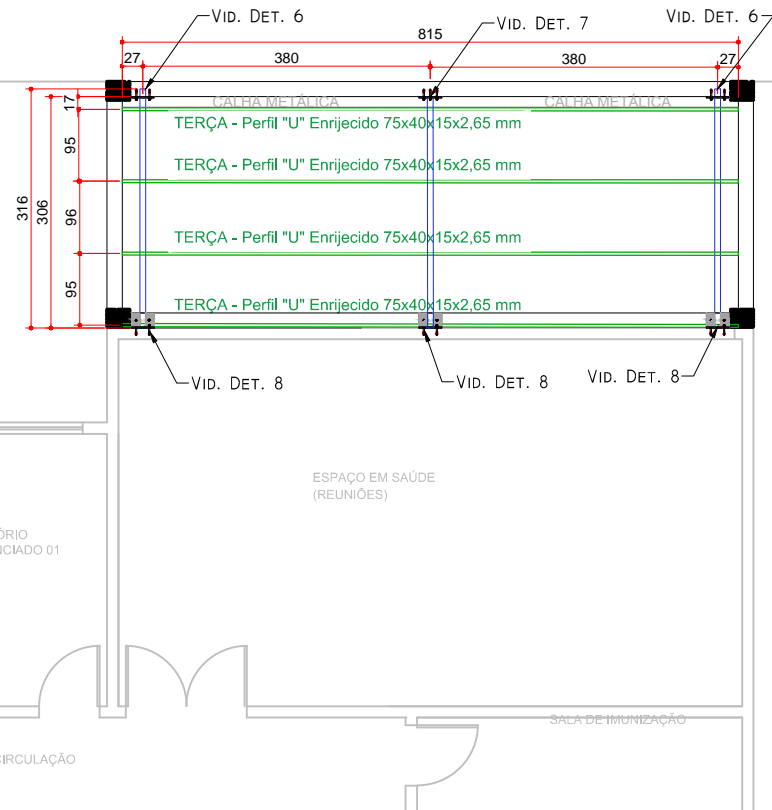 VID. DET. 6
VID. DET. 7
VID. DET. 6
815
27
380
380
27
CALHA METÁLICA
CALHA METÁLICA
17
TERÇA - Perfil "U" Enrijecido 75x40x15x2,65 mm
95
TERÇA - Perfil "U" Enrijecido 75x40x15x2,65 mm
316
306
96
TERÇA - Perfil "U" Enrijecido 75x40x15x2,65 mm
95
TERÇA - Perfil "U" Enrijecido 75x40x15x2,65 mm
VID. DET. 8
VID. DET. 8
VID. DET. 8
ESPAÇO EM SAÚDE
(REUNIÕES)
ÓRIO
NCIADO 01
SALA DE IMUNIZAÇÃO
CIRCULAÇÃO